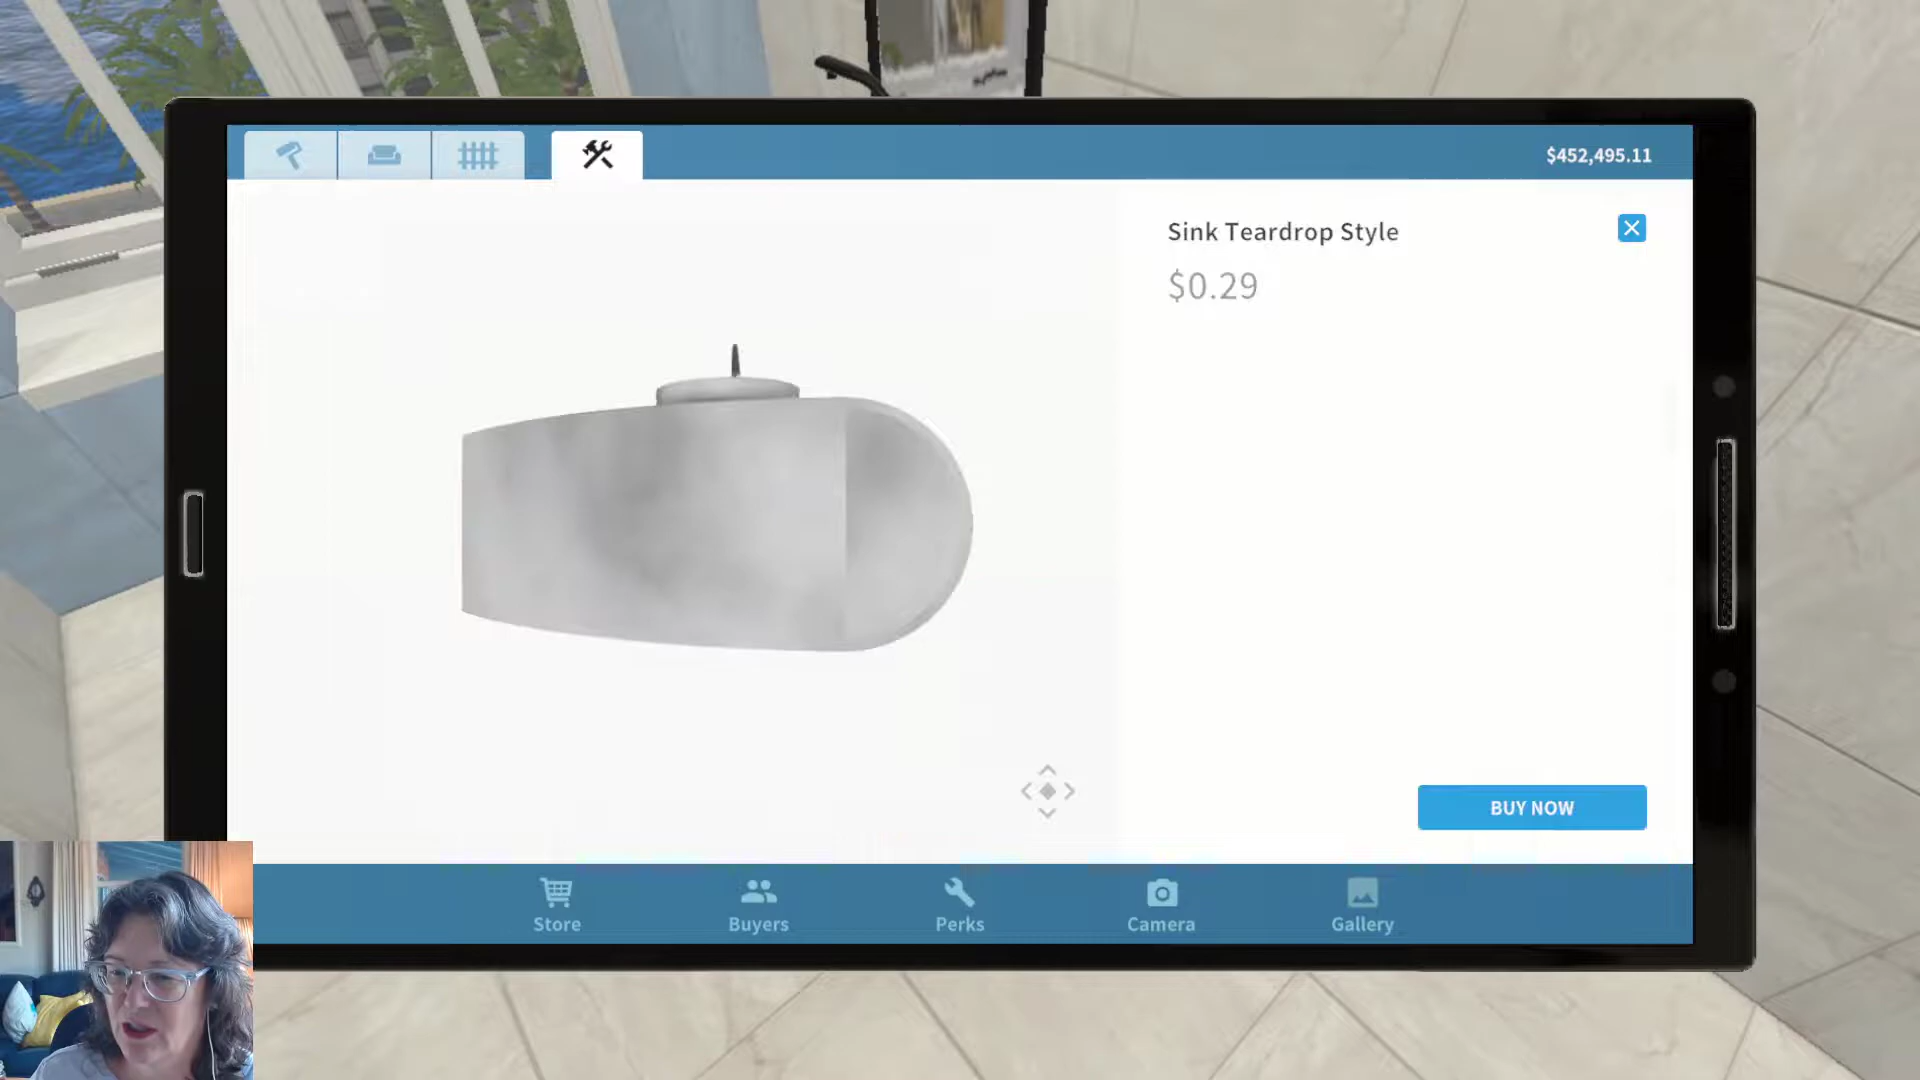 $452,495.11
Sink Teardrop Style
$0.29
BUY NOW
Store
Buyers
Perks
Camera
Gallery